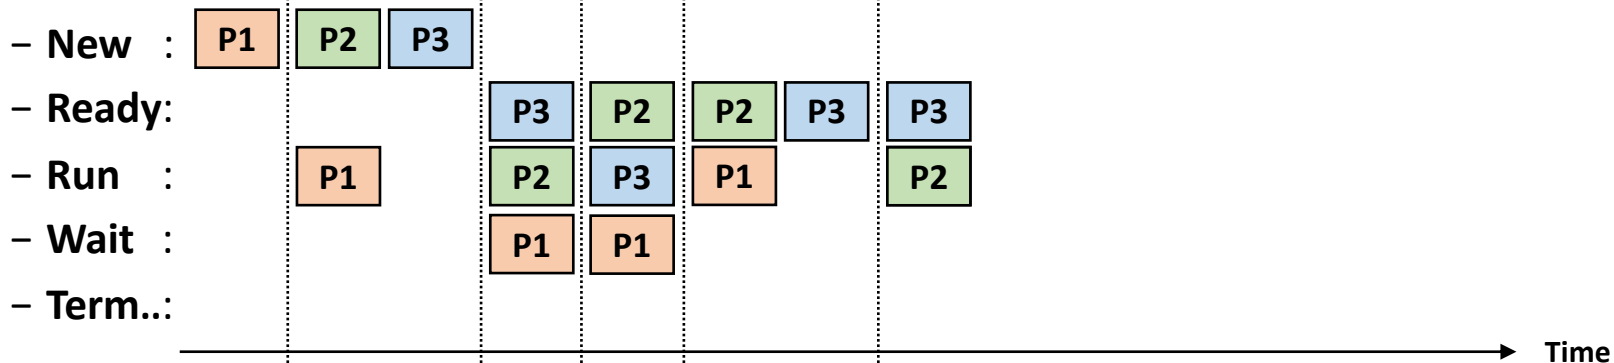 – New : P1 P2 P3
– Ready: P3 P2 P2 P3 P3
– Run : P1 P2 P3 P1 P2
– Wait : P1 P1
– Term..:
Time